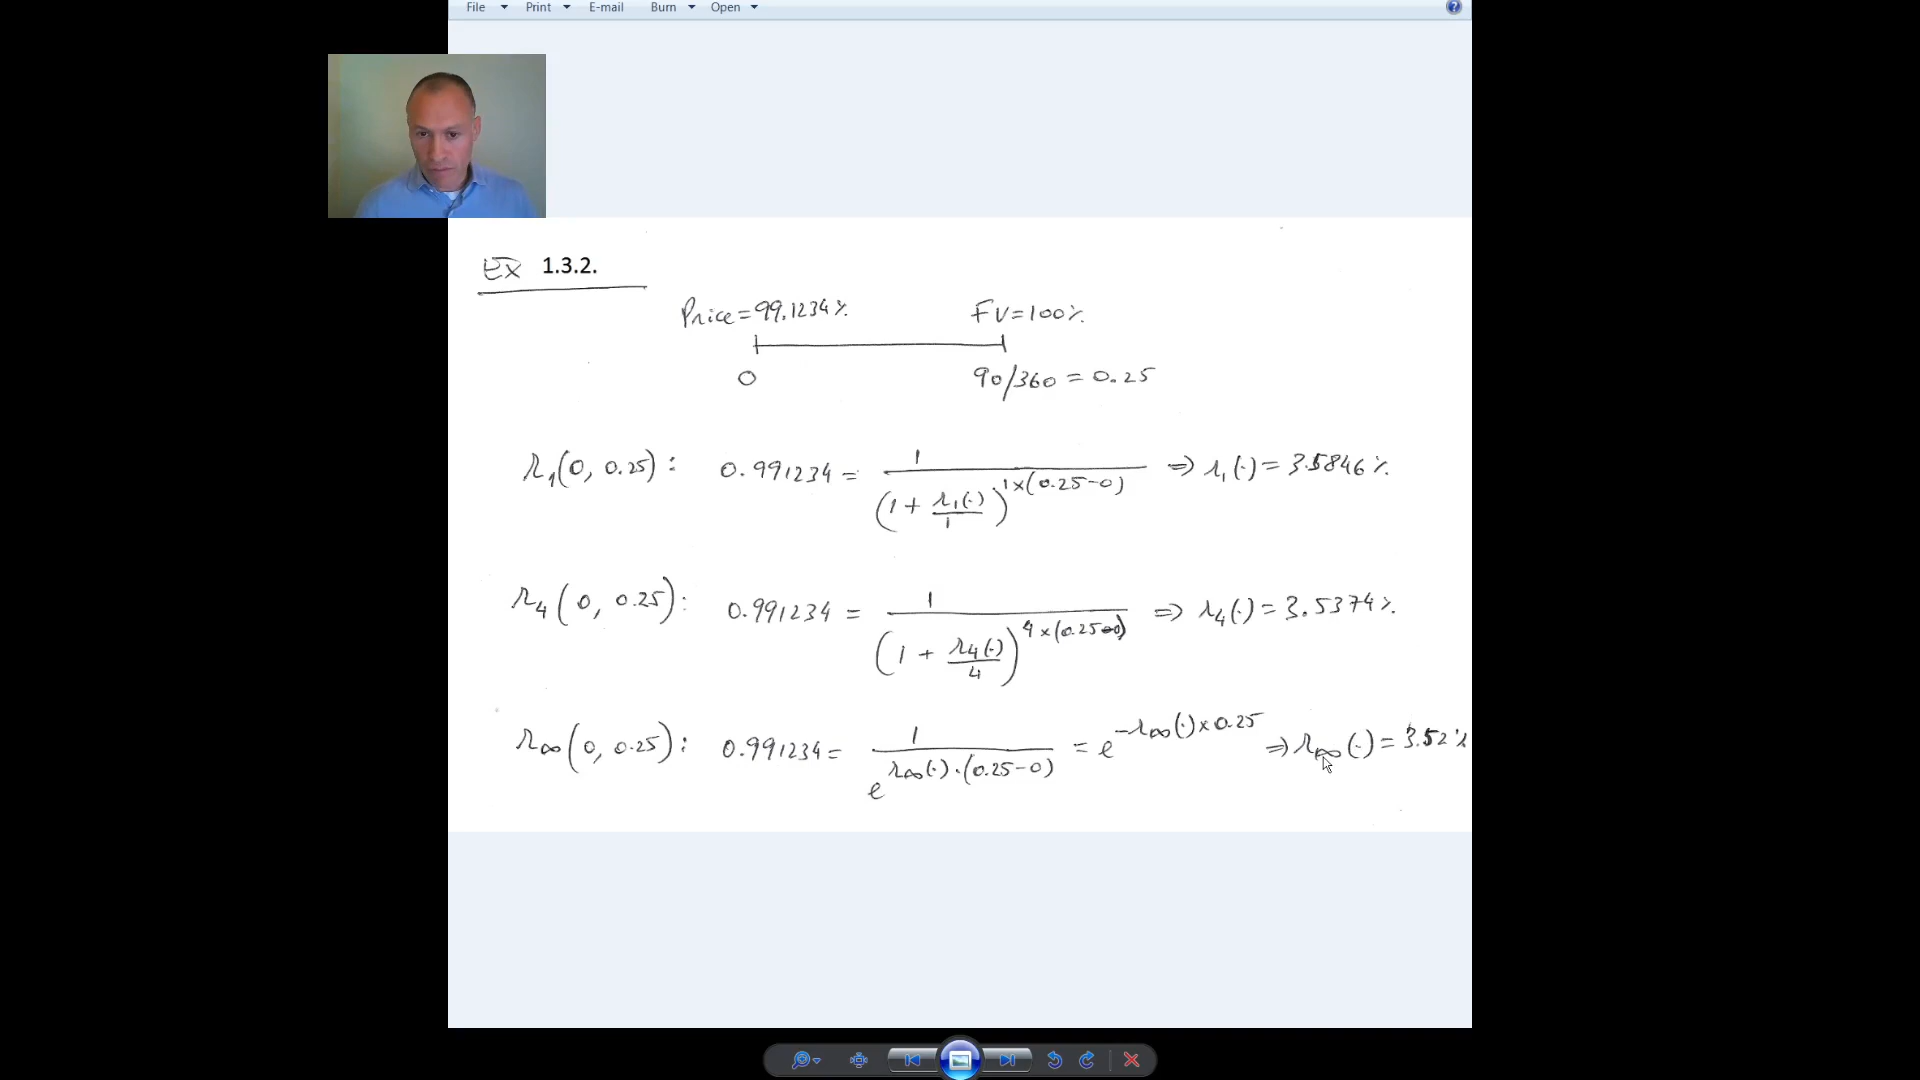 File Print E-mail Burn Open
Ex 1.3.2.
Price = 99.1234% FV = 100%
0 90/360 = 0.25
r₁(0, 0.25) : 0.991234 = 1 / (1 + r₁(·)/1)^(1×(0.25-0)) ⇒ r₁(·) = 3.5846%
r₄(0, 0.25) : 0.991234 = 1 / (1 + r₄(·)/4)^(4×(0.25-0)) ⇒ r₄(·) = 3.5374%
r∞(0, 0.25) : 0.991234 = 1 / e^(r∞(·)·(0.25-0)) = e^(-r∞(·)×0.25) ⇒ r∞(·) = 3.52%